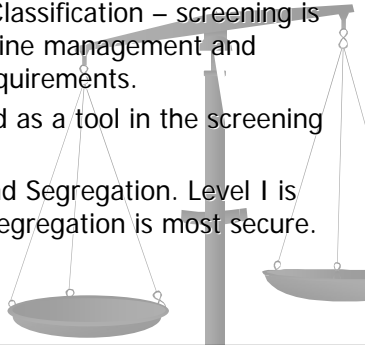 Classification – screening is
ine management and
quirements.
d as a tool in the screening
nd Segregation. Level I is
egregation is most secure.